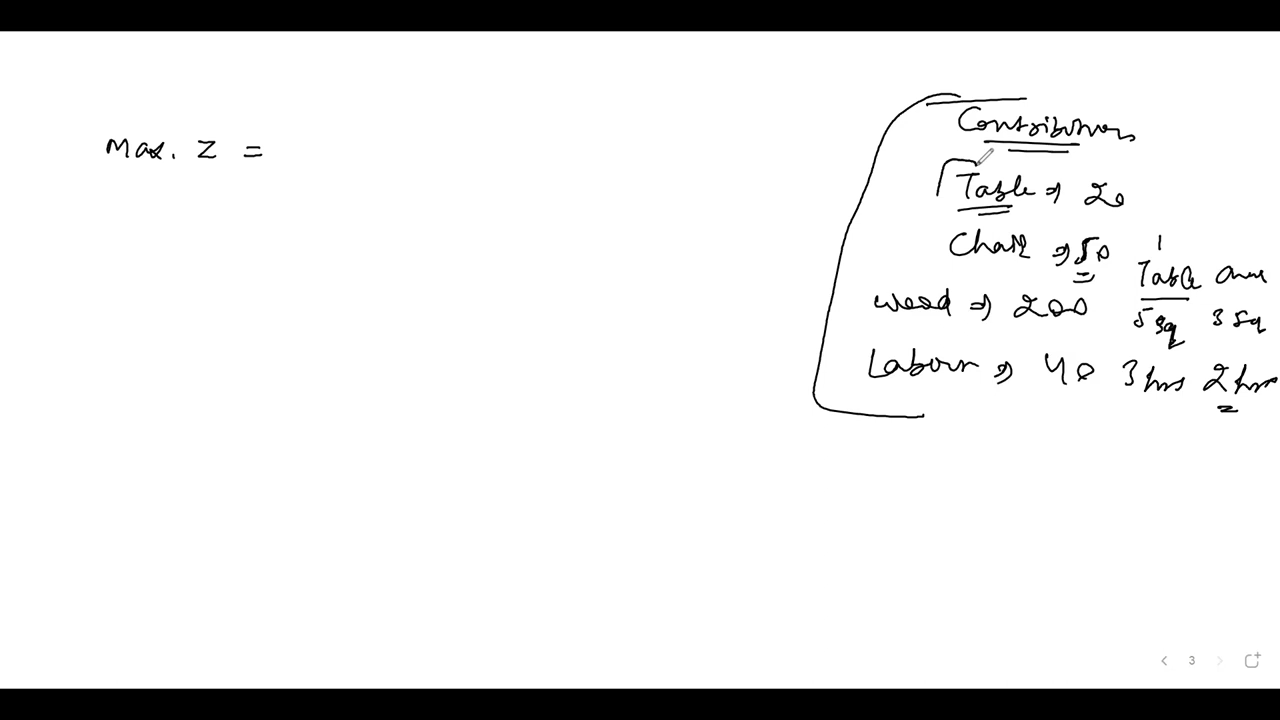 Max. Z =
Contribution
Table ⇒ 20
Chair ⇒ 50
1
Table
Wood ⇒ 200 5 sq 3 sq
Labour ⇒ 40 3 hrs 2 hrs
3